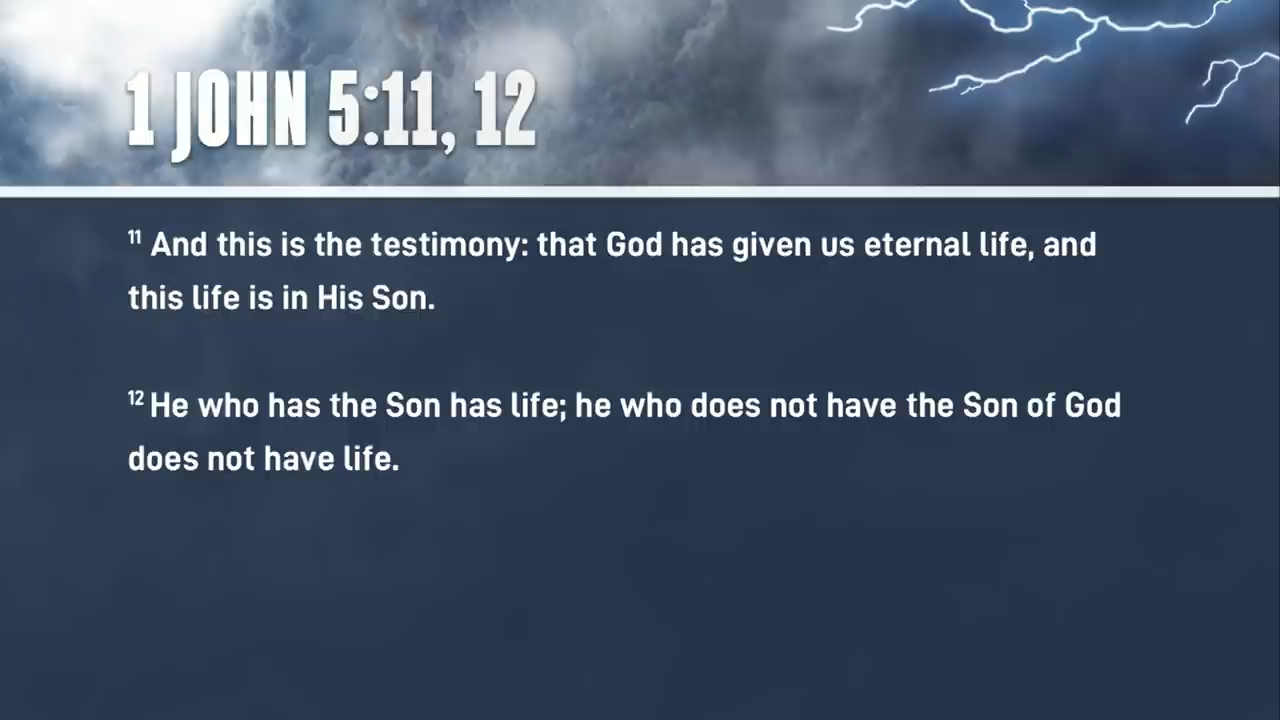 1 JOHN 5:11, 12
¹¹ And this is the testimony: that God has given us eternal life, and
this life is in His Son.
¹² He who has the Son has life; he who does not have the Son of God
does not have life.